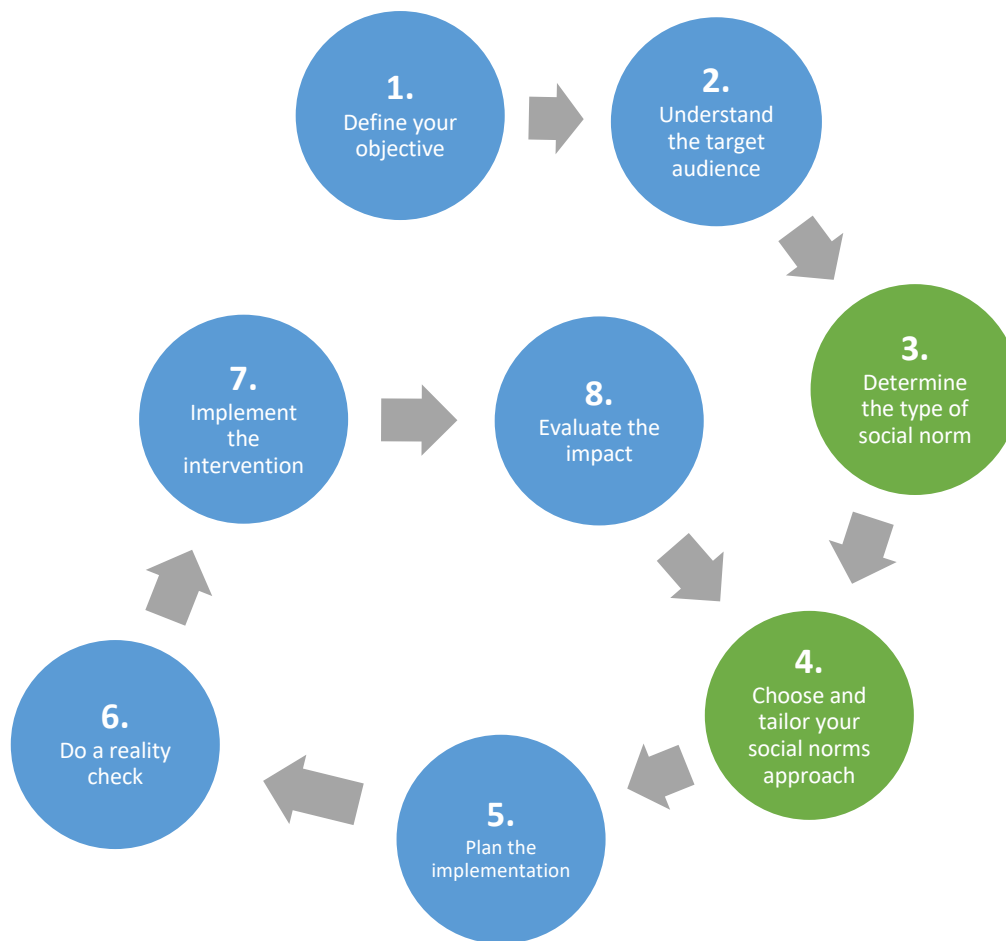 1.
Define your
objective
2.
Understand
the target
audience
3.
Determine
the type of
social norm
4.
Choose and
tailor your
social norms
approach
5.
Plan the
implementation
6.
Do a reality
check
7.
Implement
the
intervention
8.
Evaluate the
impact